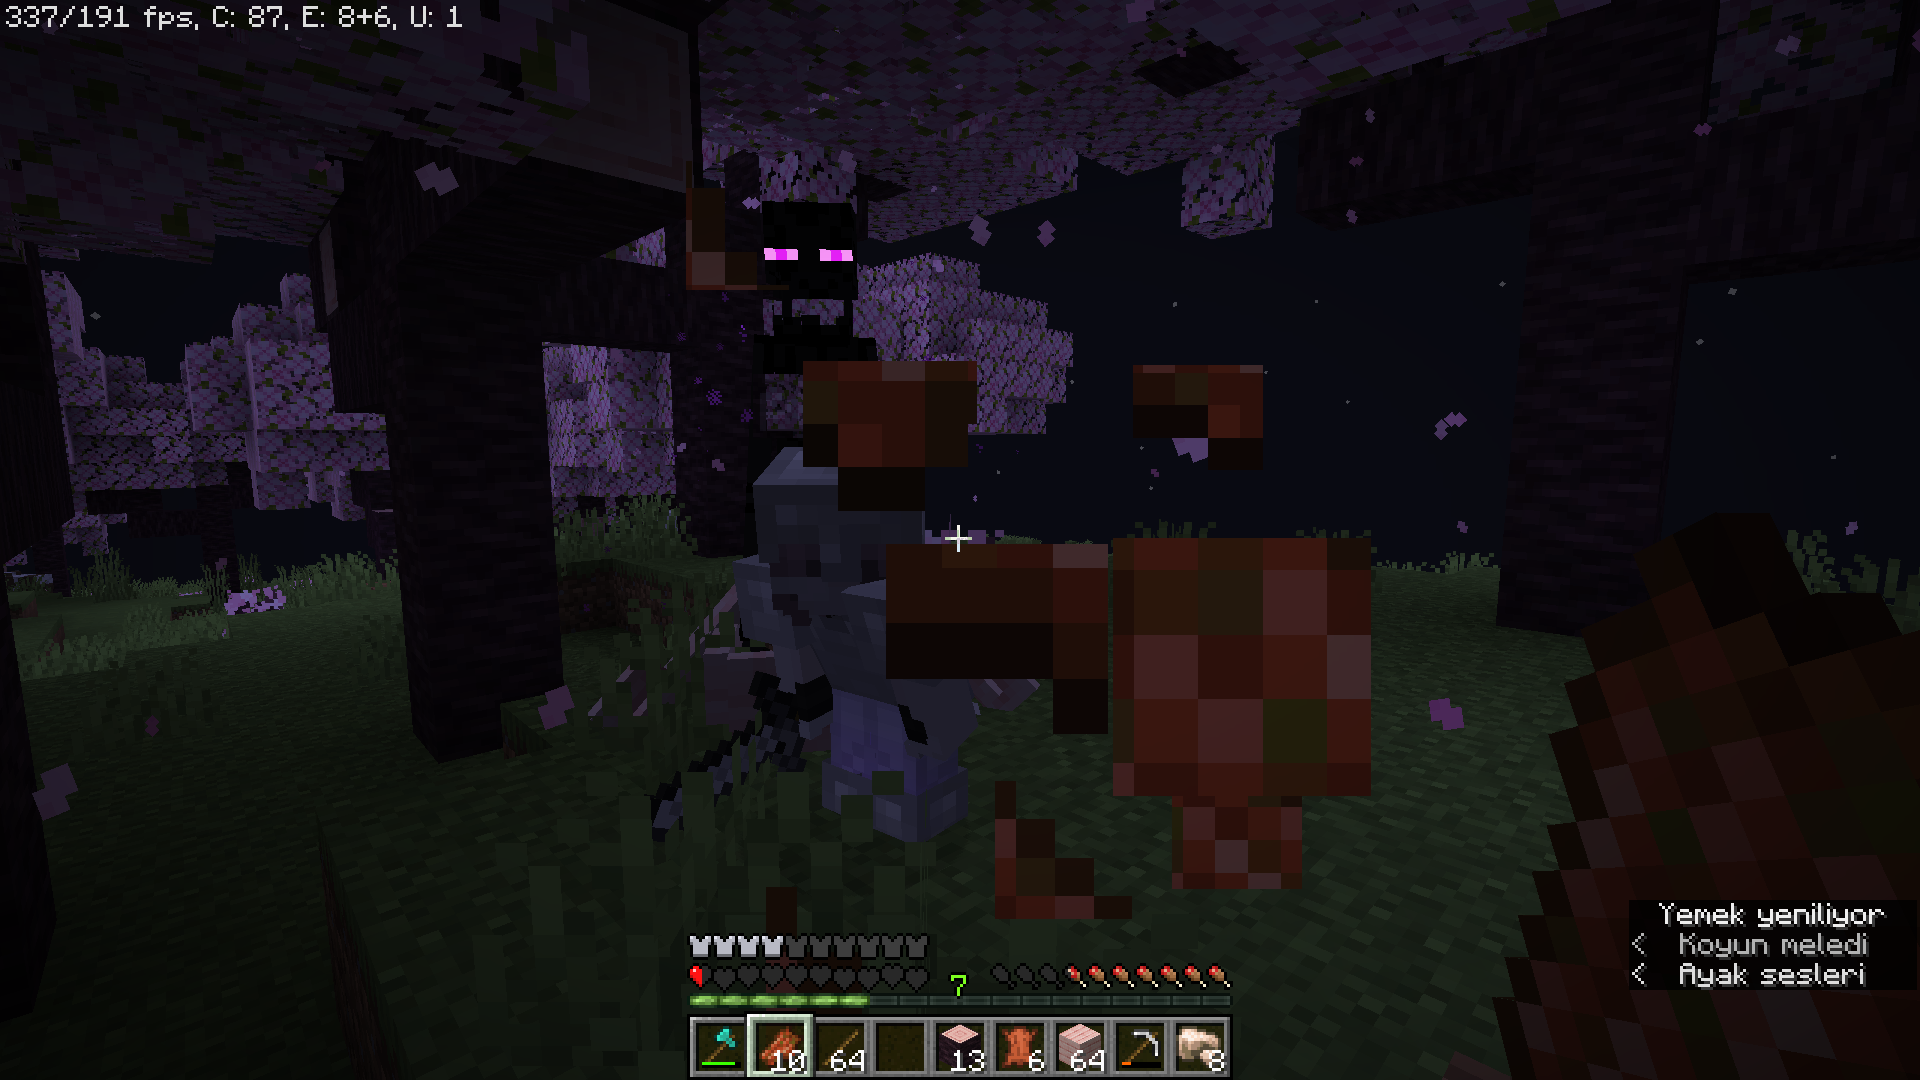 337/191 fps, C: 87, E: 8+6, U: 1
Yemek yeniliyor
< Koyun meledi
< Ayak sesleri
7
10 64 13 6 64 8